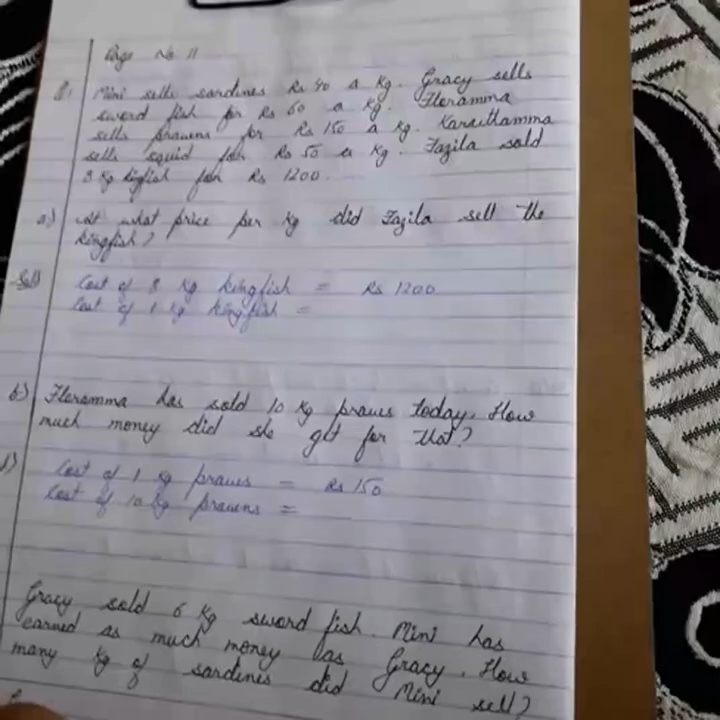 Page No 11
Q. Mini sells sardines Rs 40 a kg. Gracy sells
sword fish for Rs 60 a kg. Floramma
sells prawns for Rs 150 a kg. Karuthamma
sells squid for Rs 50 a kg. Fazila sold
8 kg kigfish for Rs 1200.
a) At what price per kg did Fazila sell the
kingfish?
Sol) Cost of 8 kg kingfish = Rs 1200
Cost of 1 kg kingfish =
b) Floramma has sold 10 kg prawns today. How
much money did she get for that?
Cost of 1 kg prawns = Rs 150
Cost of 10 kg prawns =
Gracy sold 6 kg sword fish. Mini has
earned as much money as Gracy. How
many kg of sardines did Mini sell?